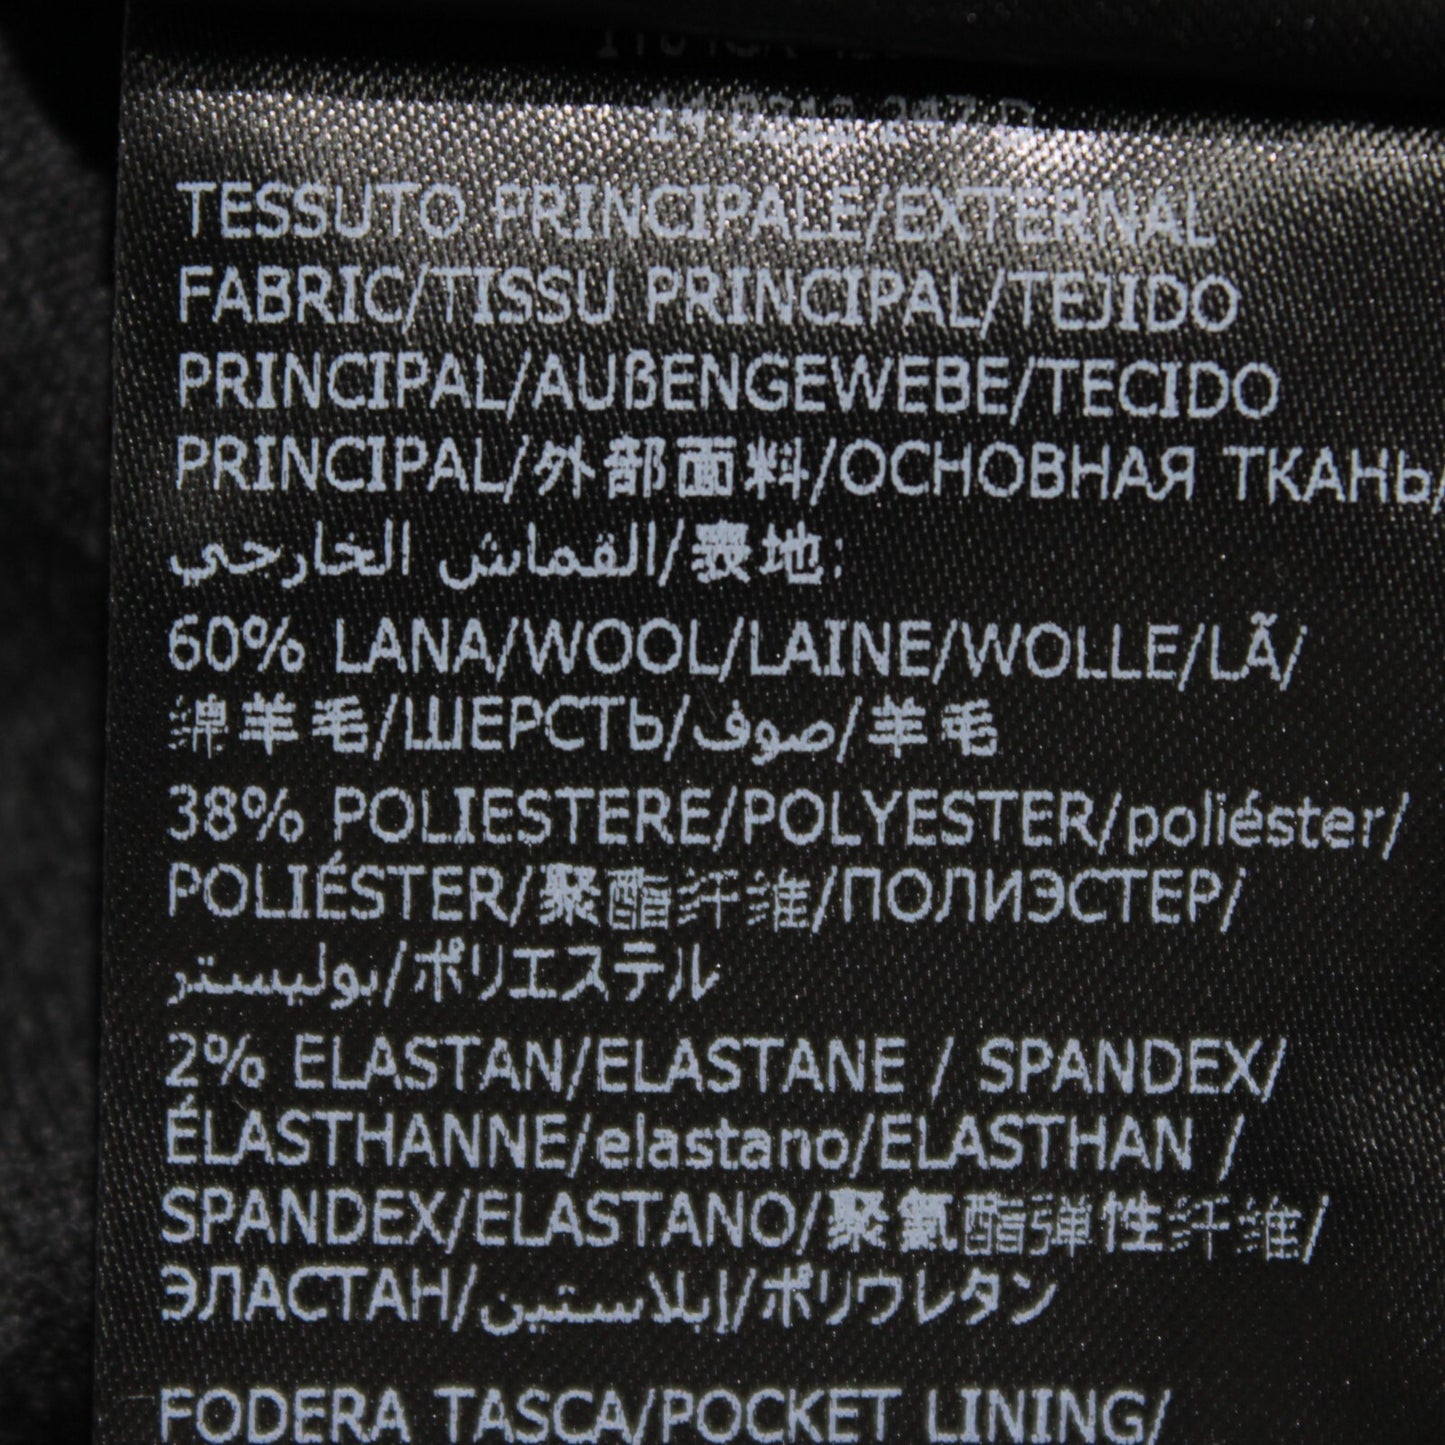 TESSUTO PRINCIPALE/EXTERNAL
FABRIC/TISSU PRINCIPAL/TEJIDO
PRINCIPAL/AUßENGEWEBE/TECIDO
PRINCIPAL/外部面料/ОСНОВНАЯ ТКАНЬ/
القماش الخارجي/表地:
60% LANA/WOOL/LAINE/WOLLE/LÃ/
绵羊毛/ШЕРСТЬ/صوف/羊毛
38% POLIESTERE/POLYESTER/poliéster/
POLIÉSTER/聚酯纤维/ПОЛИЭСТЕР/
بوليستر/ポリエステル
2% ELASTAN/ELASTANE / SPANDEX/
ÉLASTHANNE/elastano/ELASTHAN /
SPANDEX/ELASTANO/聚氰酯弹性纤维/
ЭЛАСТАН/إيلاستين/ポリウレタン
FODERA TASCA/POCKET LINING/